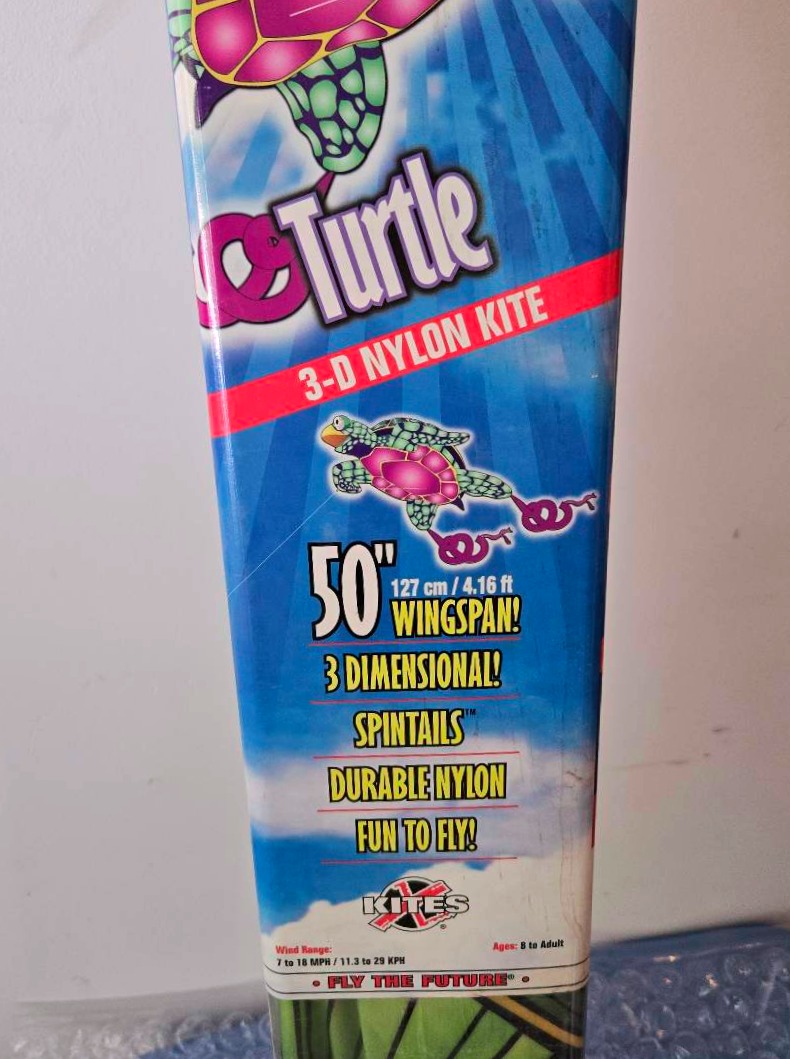 Turtle
3-D NYLON KITE
50"
127 cm / 4.16 ft
WINGSPAN!
3 DIMENSIONAL!
SPINTAILS™
DURABLE NYLON
FUN TO FLY!
X KITES®
Wind Range:
7 to 18 MPH / 11.3 to 29 KPH
Ages: 8 to Adult
• FLY THE FUTURE® •